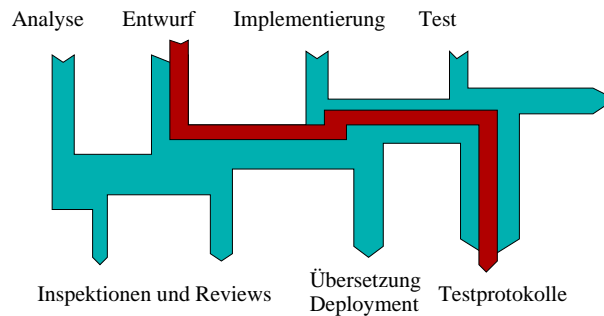 Analyse Entwurf Implementierung Test
Inspektionen und Reviews
Übersetzung
Deployment
Testprotokolle